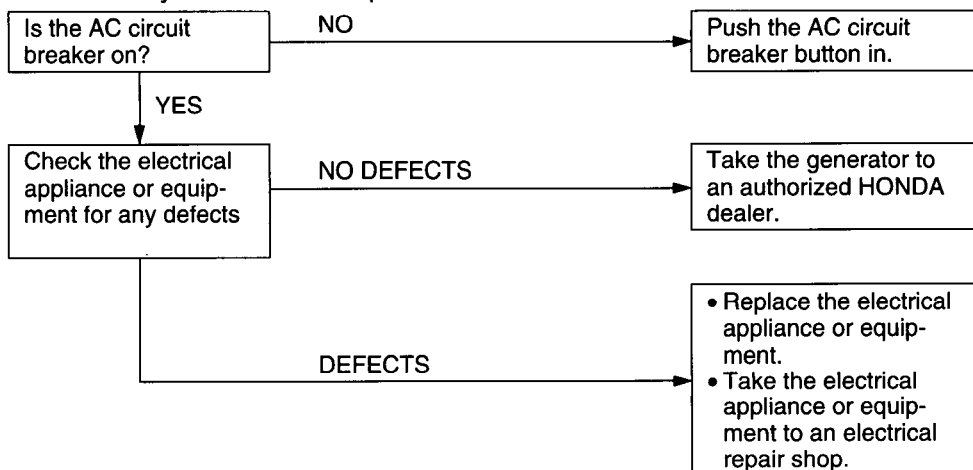 Is the AC circuit
breaker on?
NO
Push the AC circuit
breaker button in.
YES
Check the electrical
appliance or equip-
ment for any defects
NO DEFECTS
Take the generator to
an authorized HONDA
dealer.
DEFECTS
• Replace the electrical
appliance or equip-
ment.
• Take the electrical
appliance or equip-
ment to an electrical
repair shop.